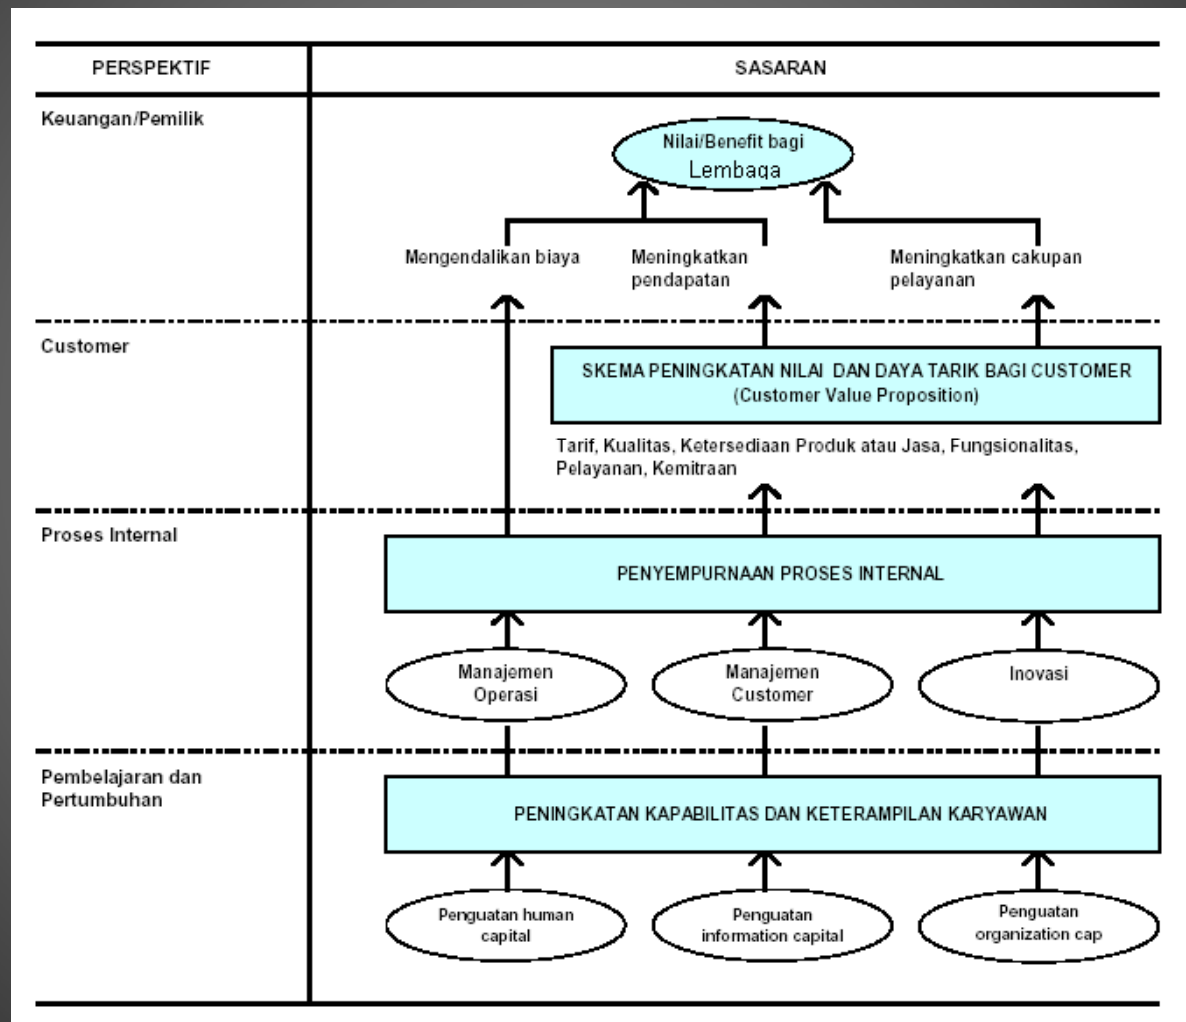 PERSPEKTIF
SASARAN
Keuangan/Pemilik
Nilai/Benefit bagi
Lembaga
Mengendalikan biaya
Meningkatkan
pendapatan
Meningkatkan cakupan
pelayanan
Customer
SKEMA PENINGKATAN NILAI DAN DAYA TARIK BAGI CUSTOMER
(Customer Value Proposition)
Tarif, Kualitas, Ketersediaan Produk atau Jasa, Fungsionalitas,
Pelayanan, Kemitraan
Proses Internal
PENYEMPURNAAN PROSES INTERNAL
Manajemen
Operasi
Manajemen
Customer
Inovasi
Pembelajaran dan
Pertumbuhan
PENINGKATAN KAPABILITAS DAN KETERAMPILAN KARYAWAN
Penguatan human
capital
Penguatan
information capital
Penguatan
organization cap